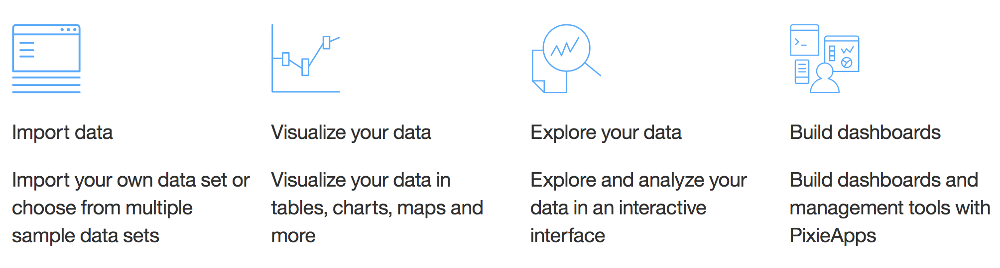 Import data
Import your own data set or
choose from multiple
sample data sets
Visualize your data
Visualize your data in
tables, charts, maps and
more
Explore your data
Explore and analyze your
data in an interactive
interface
Build dashboards
Build dashboards and
management tools with
PixieApps